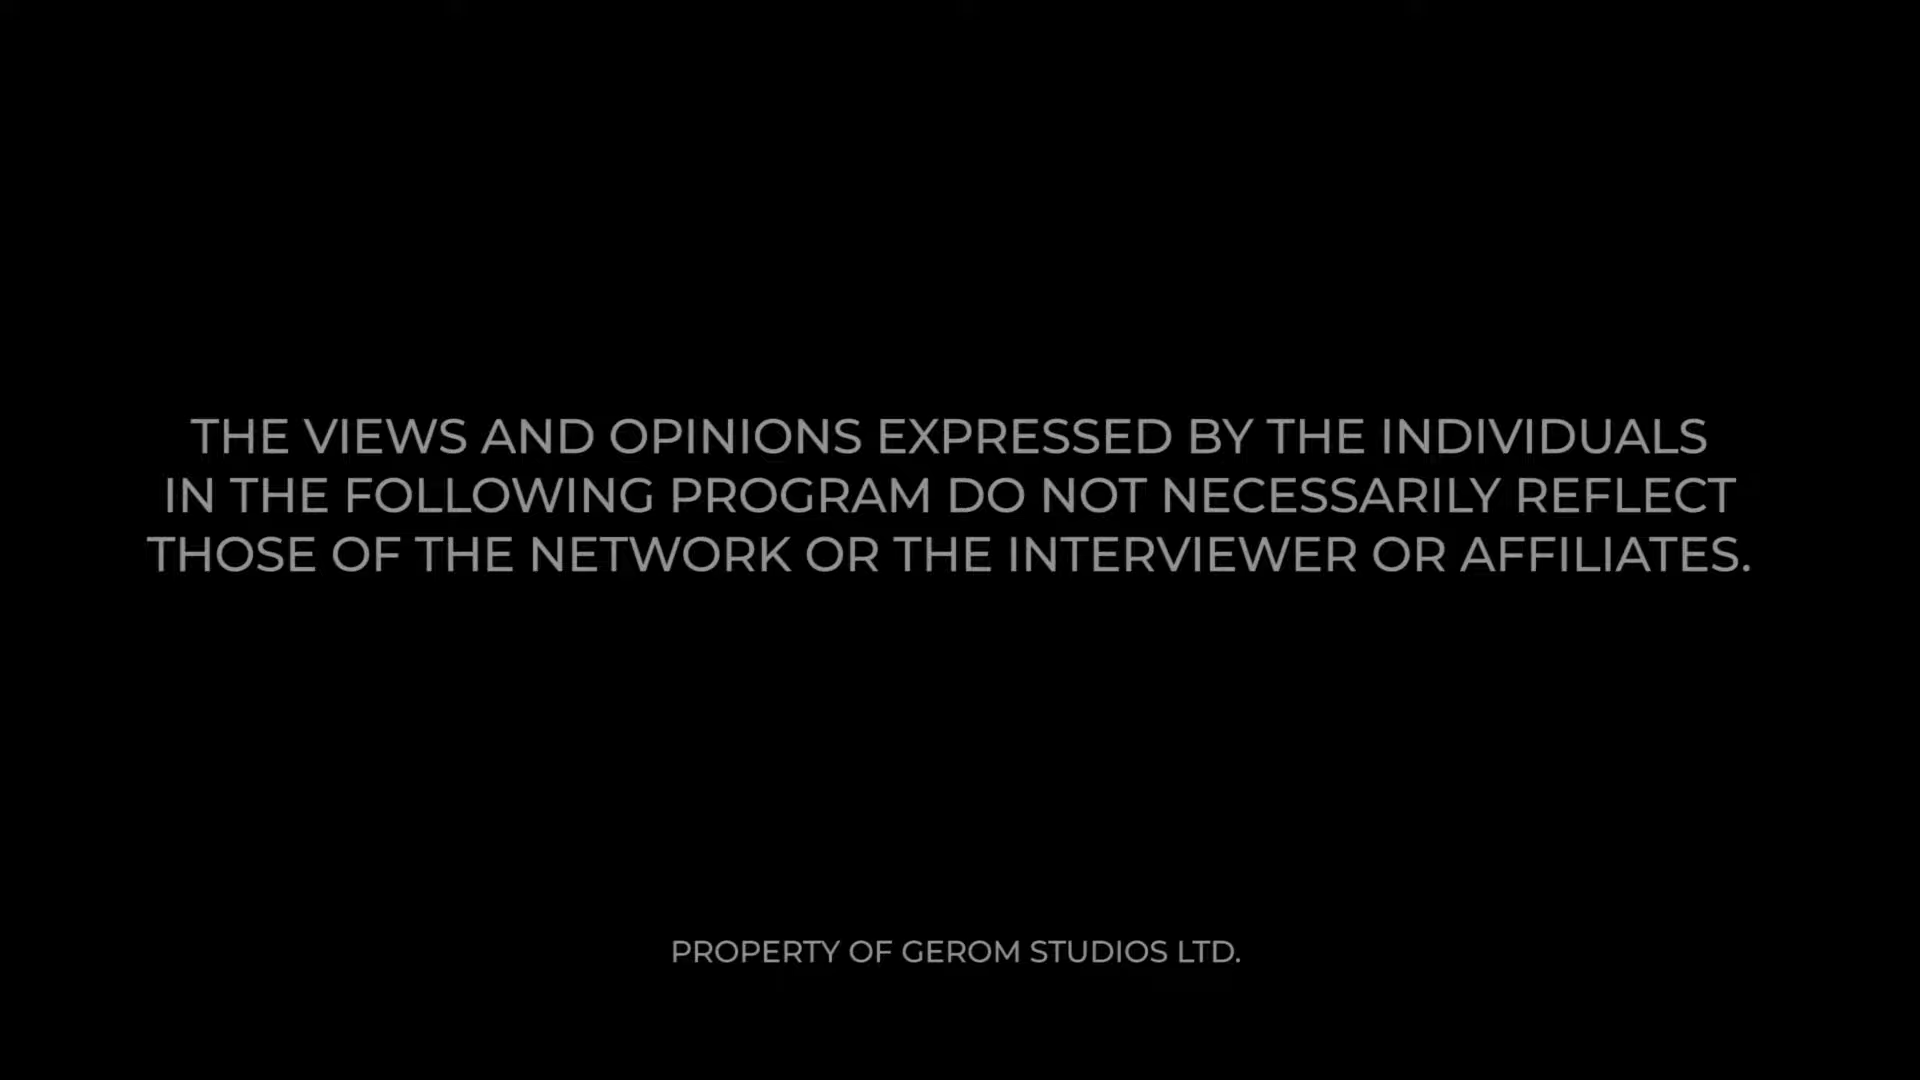 THE VIEWS AND OPINIONS EXPRESSED BY THE INDIVIDUALS
IN THE FOLLOWING PROGRAM DO NOT NECESSARILY REFLECT
THOSE OF THE NETWORK OR THE INTERVIEWER OR AFFILIATES.
PROPERTY OF GEROM STUDIOS LTD.